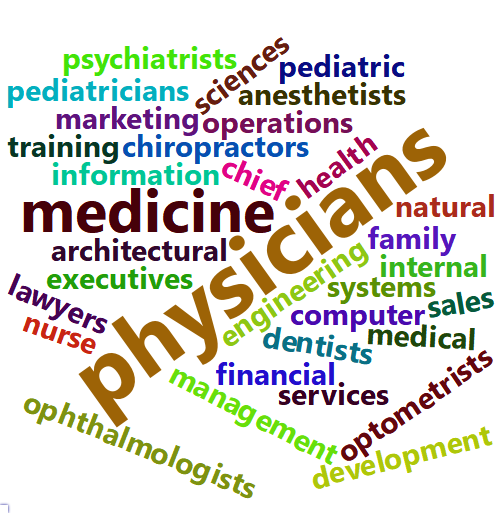 psychiatrists
sciences
pediatric
pediatricians
anesthetists
marketing
operations
training
chiropractors
information
chief
health
medicine
physicians
natural
architectural
family
executives
engineering
internal
lawyers
systems
sales
nurse
computer
dentists
medical
financial
management
services
optometrists
ophthalmologists
development